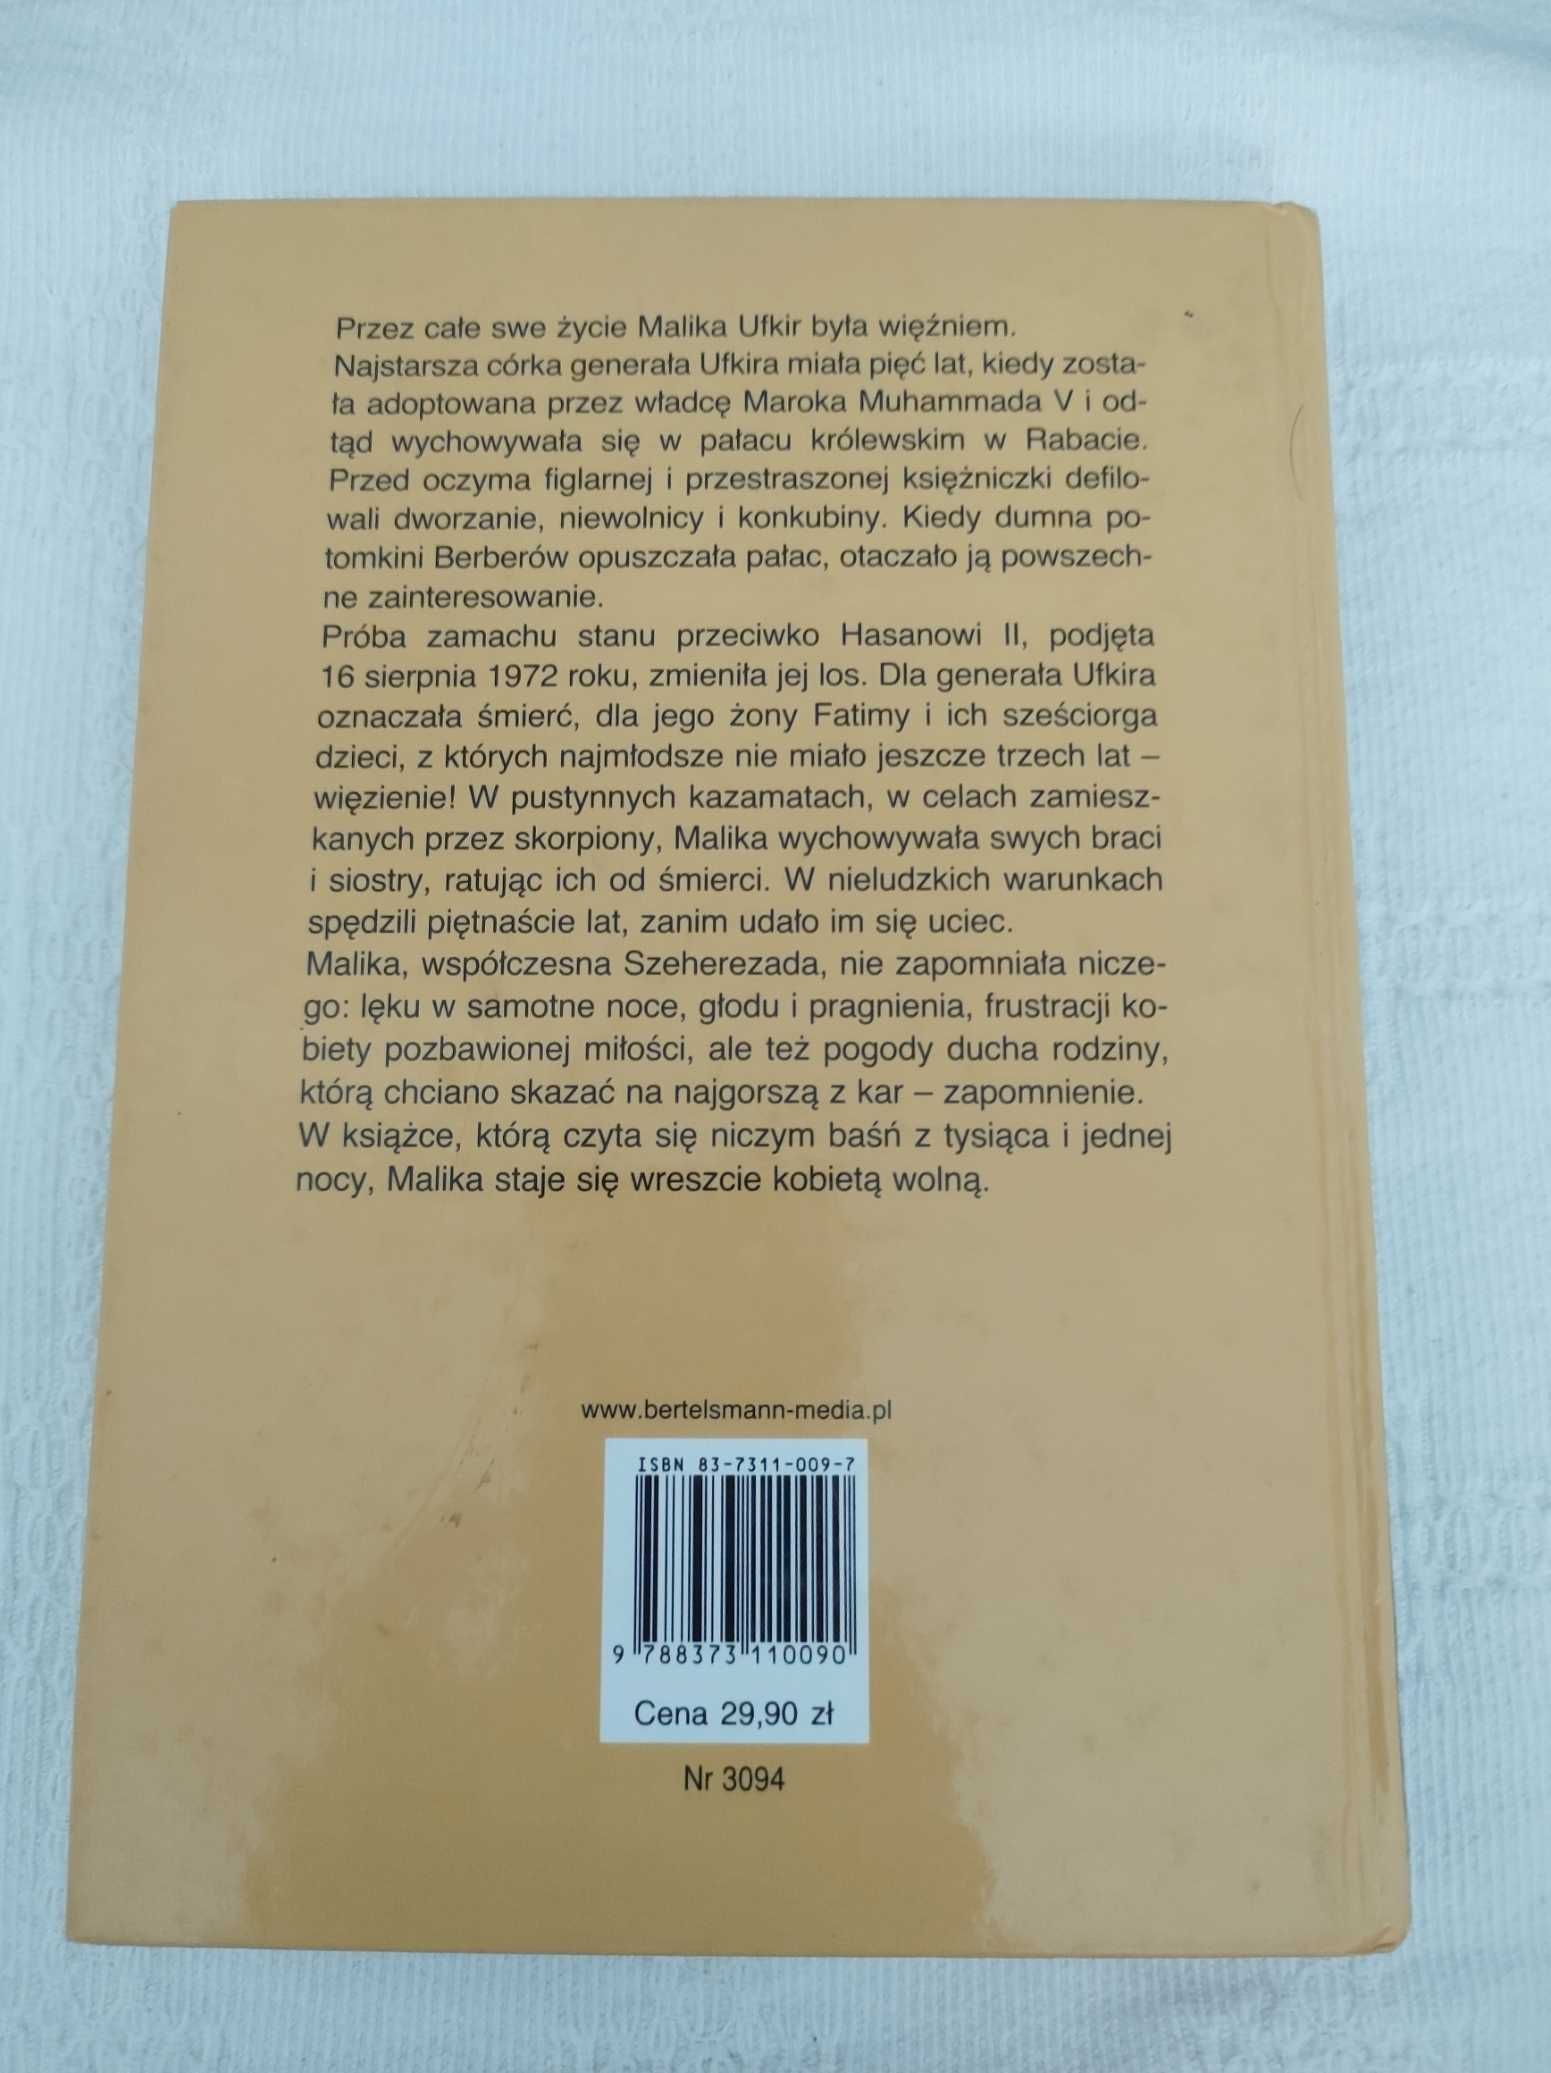 Przez całe swe życie Malika Ufkir była więźniem.
Najstarsza córka generała Ufkira miała pięć lat, kiedy zosta-
ła adoptowana przez władcę Maroka Muhammada V i od-
tąd wychowywała się w pałacu królewskim w Rabacie.
Przed oczyma figlarnej i przestraszonej księżniczki defilo-
wali dworzanie, niewolnicy i konkubiny. Kiedy dumna po-
tomkini Berberów opuszczała pałac, otaczało ją powszech-
ne zainteresowanie.
Próba zamachu stanu przeciwko Hasanowi II, podjęta
16 sierpnia 1972 roku, zmieniła jej los. Dla generała Ufkira
oznaczała śmierć, dla jego żony Fatimy i ich sześciorga
dzieci, z których najmłodsze nie miało jeszcze trzech lat –
więzienie! W pustynnych kazamatach, w celach zamiesz-
kanych przez skorpiony, Malika wychowywała swych braci
i siostry, ratując ich od śmierci. W nieludzkich warunkach
spędzili piętnaście lat, zanim udało im się uciec.
Malika, współczesna Szeherezada, nie zapomniała nicze-
go: lęku w samotne noce, głodu i pragnienia, frustracji ko-
biety pozbawionej miłości, ale też pogody ducha rodziny,
którą chciano skazać na najgorszą z kar – zapomnienie.
W książce, którą czyta się niczym baśń z tysiąca i jednej
nocy, Malika staje się wreszcie kobietą wolną.
www.bertelsmann-media.pl
ISBN 83-7311-009-7
9 788373 110090
Cena 29,90 zł
Nr 3094